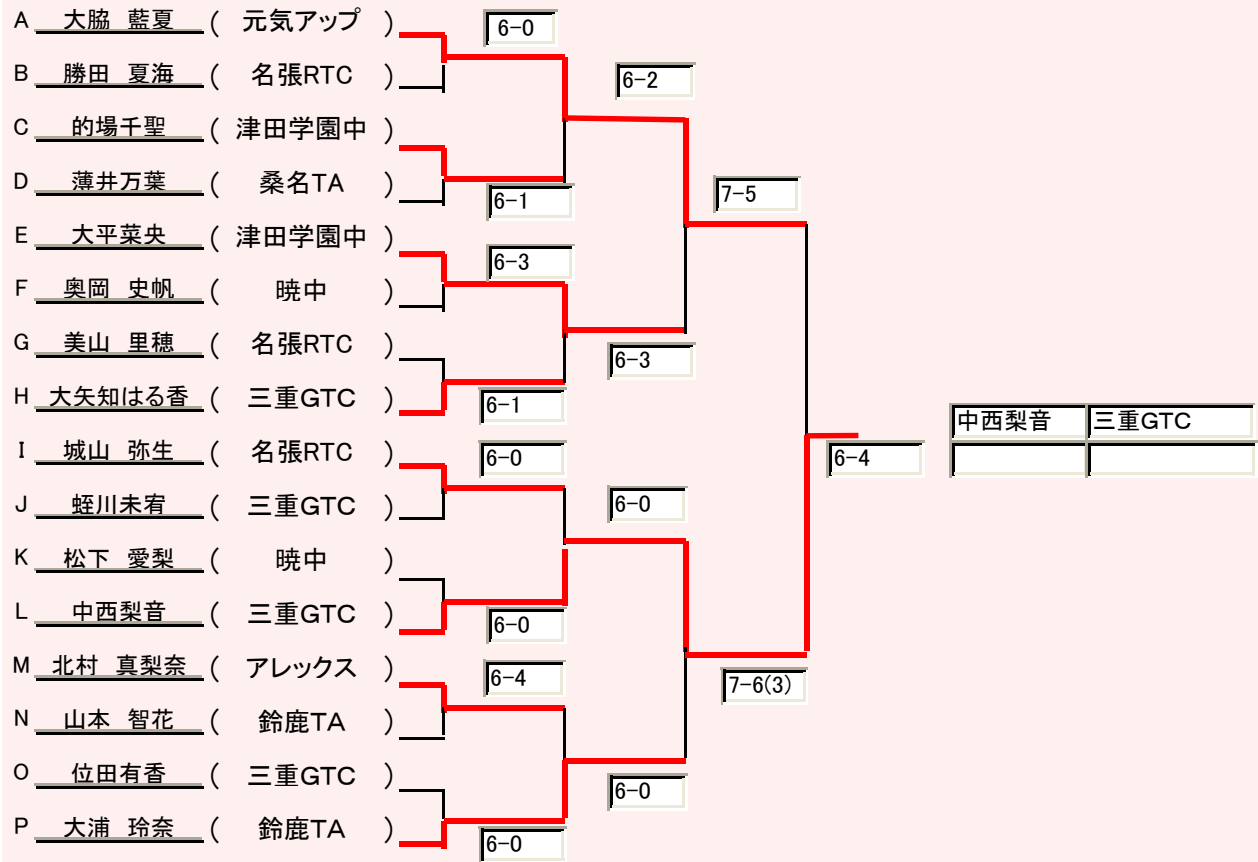 A 大脇 藍夏 ( 元気アップ )
6-0
B 勝田 夏海 ( 名張RTC )
6-2
C 的場千聖 ( 津田学園中 )
D 薄井万葉 ( 桑名TA )
6-1
7-5
E 大平菜央 ( 津田学園中 )
6-3
F 奥岡 史帆 ( 暁中 )
G 美山 里穂 ( 名張RTC )
6-3
H 大矢知はる香 ( 三重GTC )
6-1
中西梨音 三重GTC
I 城山 弥生 ( 名張RTC )
6-0
6-4
J 蛭川未宥 ( 三重GTC )
6-0
K 松下 愛梨 ( 暁中 )
L 中西梨音 ( 三重GTC )
6-0
M 北村 真梨奈 ( アレックス )
6-4
7-6(3)
N 山本 智花 ( 鈴鹿TA )
O 位田有香 ( 三重GTC )
6-0
P 大浦 玲奈 ( 鈴鹿TA )
6-0